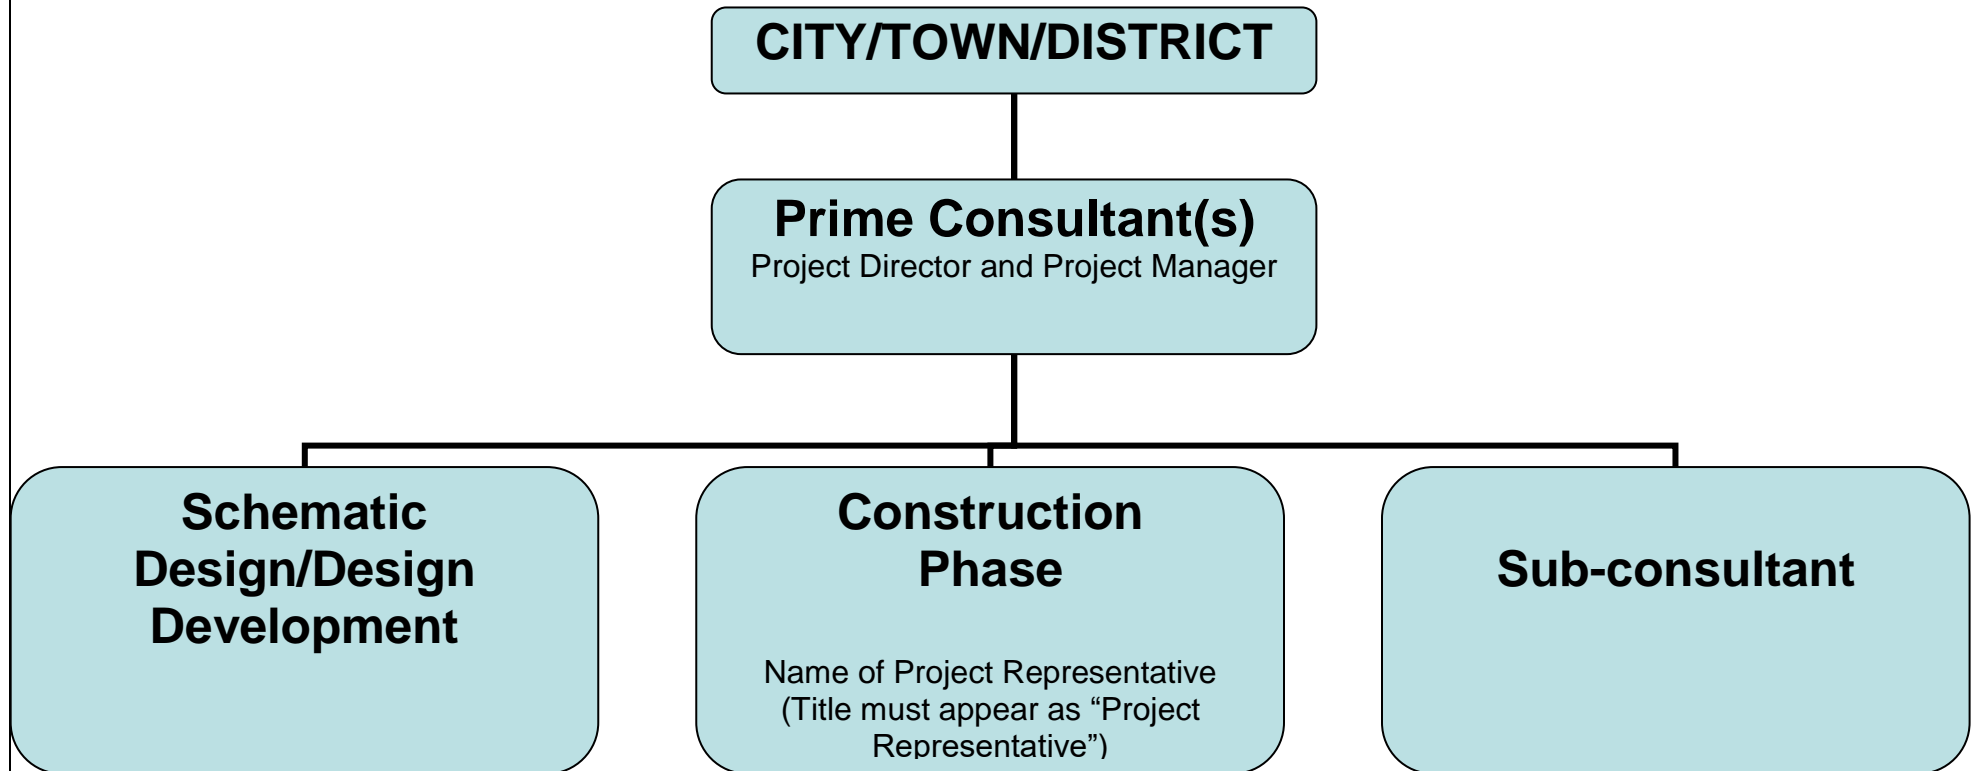 CITY/TOWN/DISTRICT
Prime Consultant(s)
Project Director and Project Manager
Schematic
Design/Design
Development
Construction
Phase
Name of Project Representative
(Title must appear as “Project
Representative”)
Sub-consultant